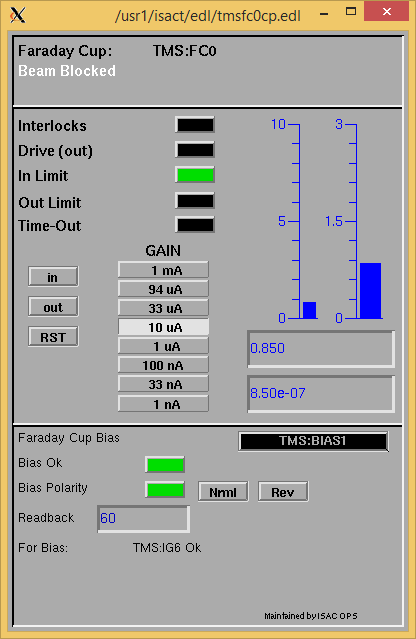 /usr1/isact/edl/tmsfc0cp.edl
Faraday Cup: TMS:FC0
Beam Blocked
Interlocks
Drive (out)
In Limit
Out Limit
Time-Out
GAIN
in
out
RST
1 mA
94 uA
33 uA
10 uA
1 uA
100 nA
33 nA
1 nA
10
5
0
3
1.5
0
0.850
8.50e-07
Faraday Cup Bias TMS:BIAS1
Bias Ok
Bias Polarity Nrml Rev
Readback 60
For Bias: TMS:IG6 Ok
Maintained by ISAC OPS